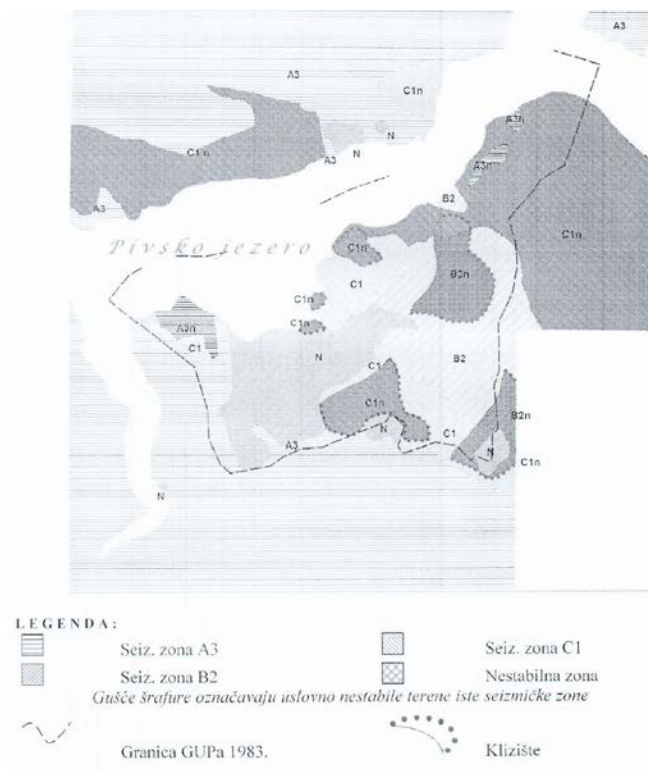 A3
A3
C1n
A3n
N
N
C1n
A3
A3n
B2
A3
C1n
Pivsko jezero
C1n
B2n
C1
C1n
A3n
C1n
C1
N
C1
B2
C1n
B2n
N
C1
A3
N
C1n
N
LEGENDA:
Seiz. zona A3
Seiz. zona C1
Seiz. zona B2
Nestabilna zona
Gušće šrafure označavaju uslovno nestabile terene iste seizmičke zone
Granica GUPa 1983.
Klizište